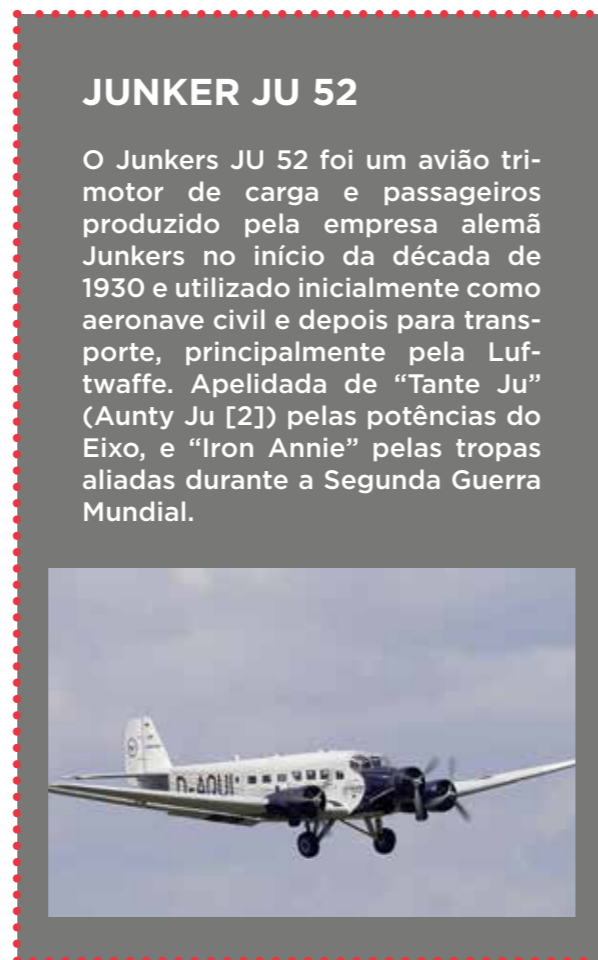 JUNKER JU 52
O Junkers JU 52 foi um avião tri-
motor de carga e passageiros
produzido pela empresa alemã
Junkers no início da década de
1930 e utilizado inicialmente como
aeronave civil e depois para trans-
porte, principalmente pela Luf-
twaffe. Apelidada de “Tante Ju”
(Aunty Ju [2]) pelas potências do
Eixo, e “Iron Annie” pelas tropas
aliadas durante a Segunda Guerra
Mundial.
D-AQUI